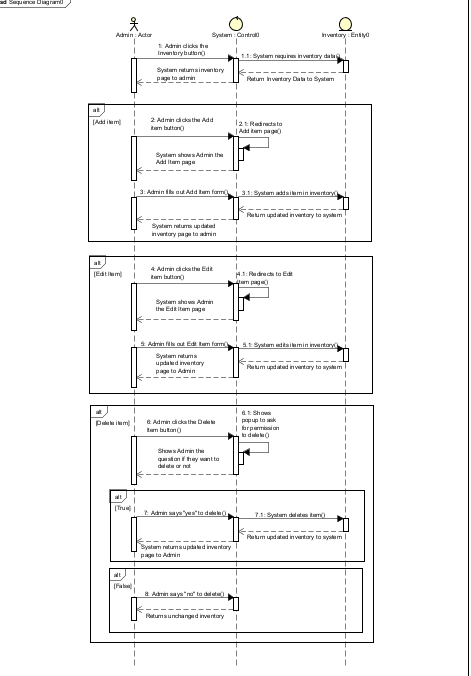 ad Sequence Diagram0
Admin : Actor
System : Control0
Inventory : Entity0
1: Admin clicks the
Inventory button()
1.1: System requires inventory data()
System returns inventory
page to admin
Return Inventory Data to System
alt
[Add item]
2: Admin clicks the Add
item button()
2.1: Redirects to
Add item page()
System shows Admin the
Add Item page
3: Admin fills out Add Item form()
3.1: System adds item in inventory()
Return updated inventory to system
System returns updated
inventory page to admin
alt
[Edit Item]
4: Admin clicks the Edit
item button()
4.1: Redirects to Edit
item page()
System shows Admin
the Edit Item page
5: Admin fills out Edit Item form()
5.1: System edits item in inventory()
System returns
updated inventory
page to Admin
Return updated inventory to system
alt
[Delete item]
6: Admin clicks the Delete
item button()
6.1: Shows
popup to ask
for permission
to delete()
Shows Admin the
question if they want to
delete or not
alt
[True]
7: Admin says "yes" to delete()
7.1: System deletes item()
Return updated inventory to system
System returns updated inventory
page to Admin
alt
[False]
8: Admin says "no" to delete()
Returns unchanged inventory